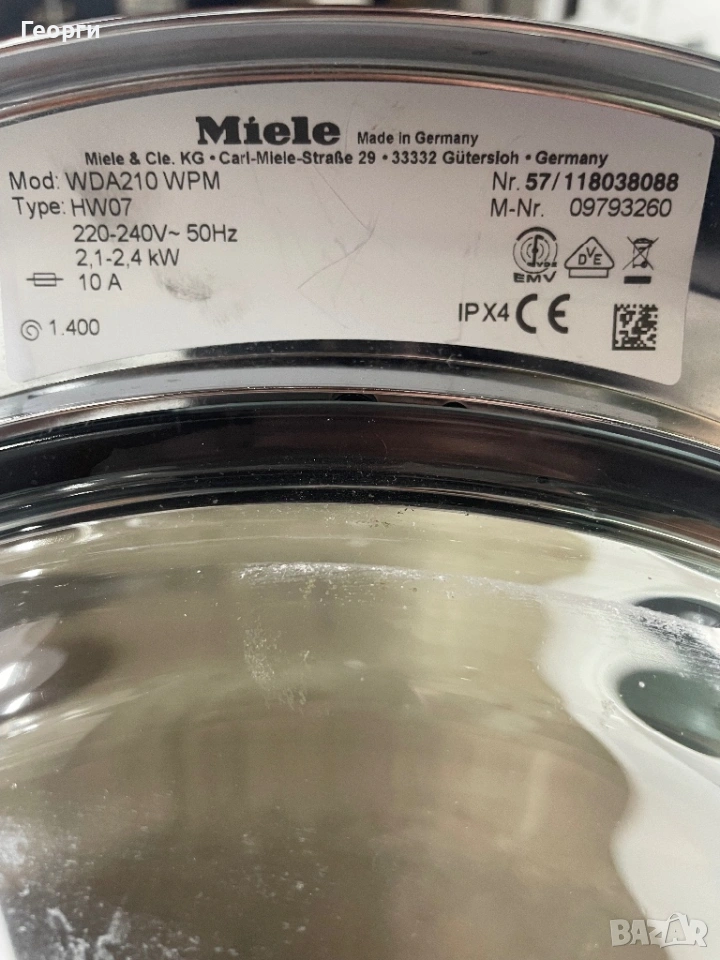 Георги
Miele Made in Germany
Miele & Cie. KG • Carl-Miele-Straße 29 • 33332 Gütersloh • Germany
Mod: WDA210 WPM Nr. 57/118038088
Type: HW07 M-Nr. 09793260
220-240V~ 50Hz
2,1-2,4 kW
10 A
EMV
DVE
IPX4 CE
1.400
BAZAR